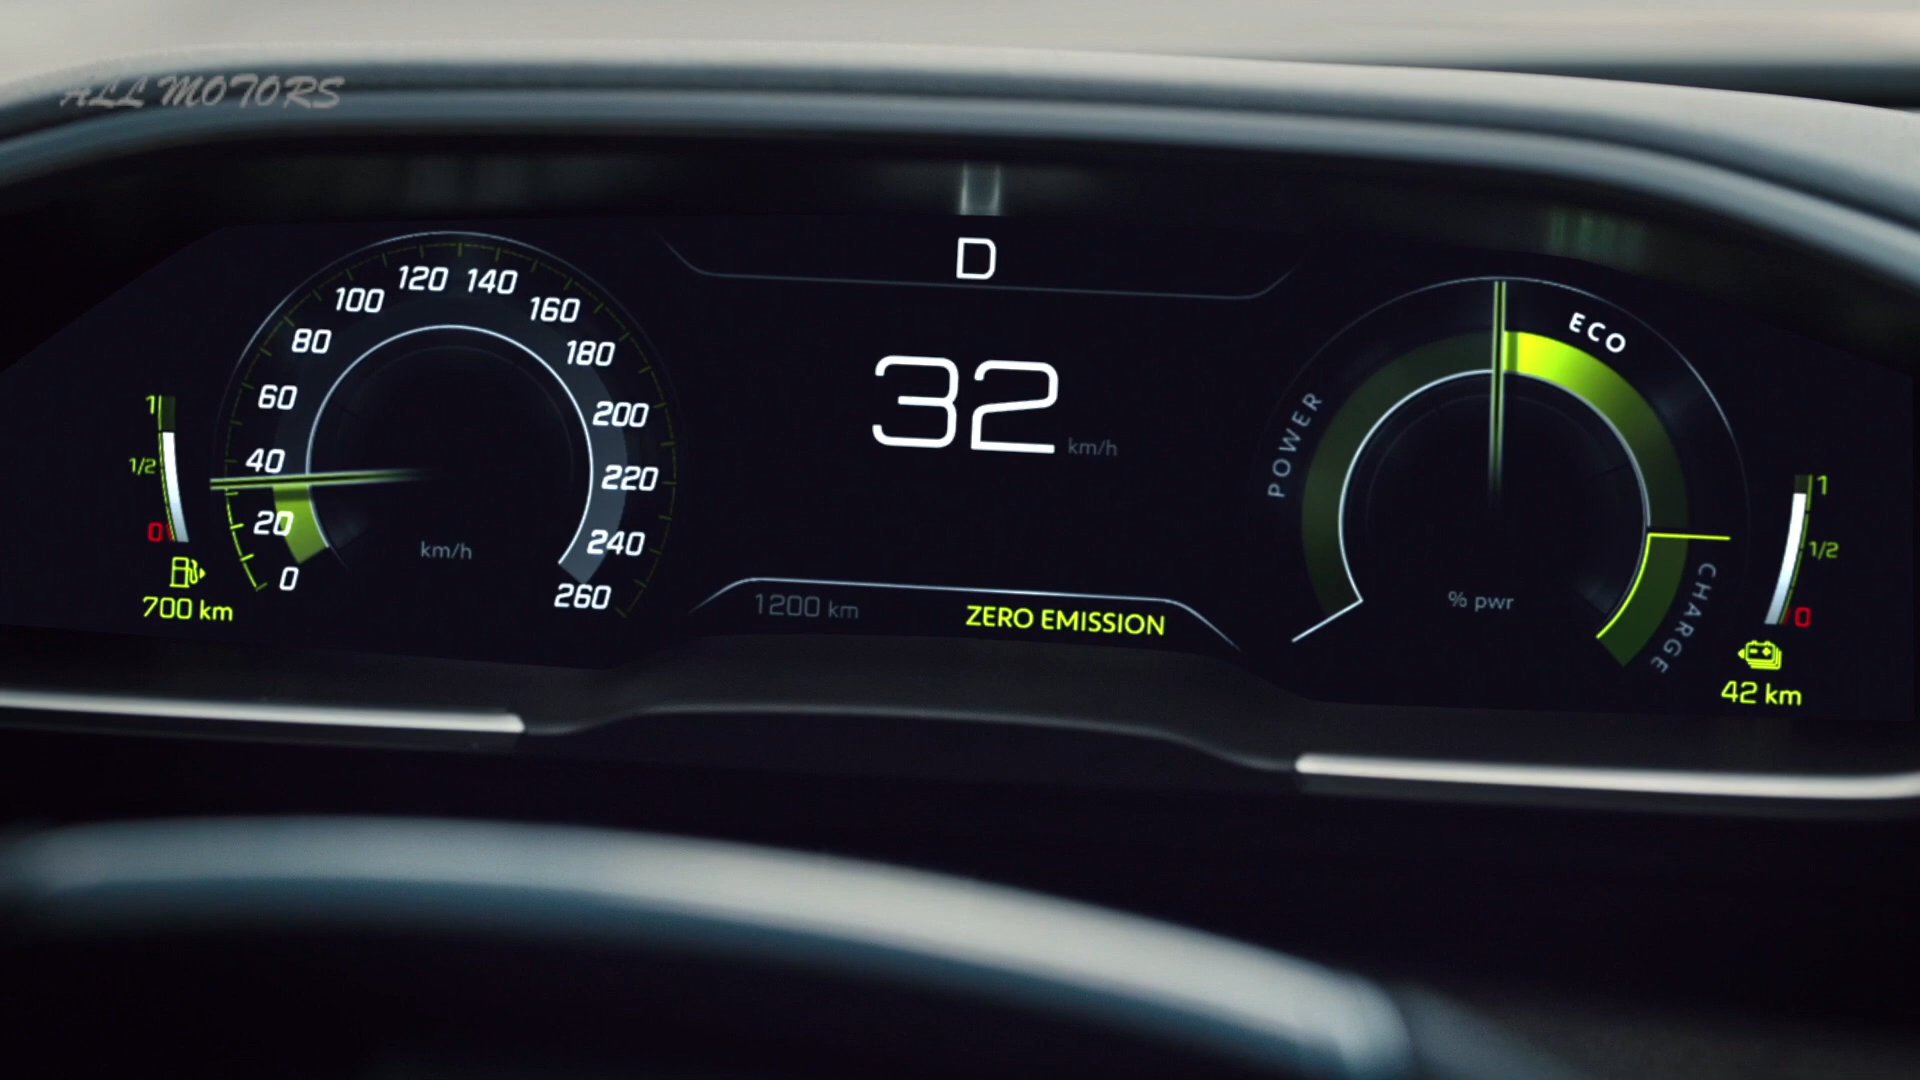 ALL MOTORS
D
120 140
100 160
80 180
60 200
40 220
20 240
0 260
km/h
1
1/2
0
700 km
32 km/h
1200 km ZERO EMISSION
ECO
POWER
CHARGE
% pwr
1
1/2
0
42 km